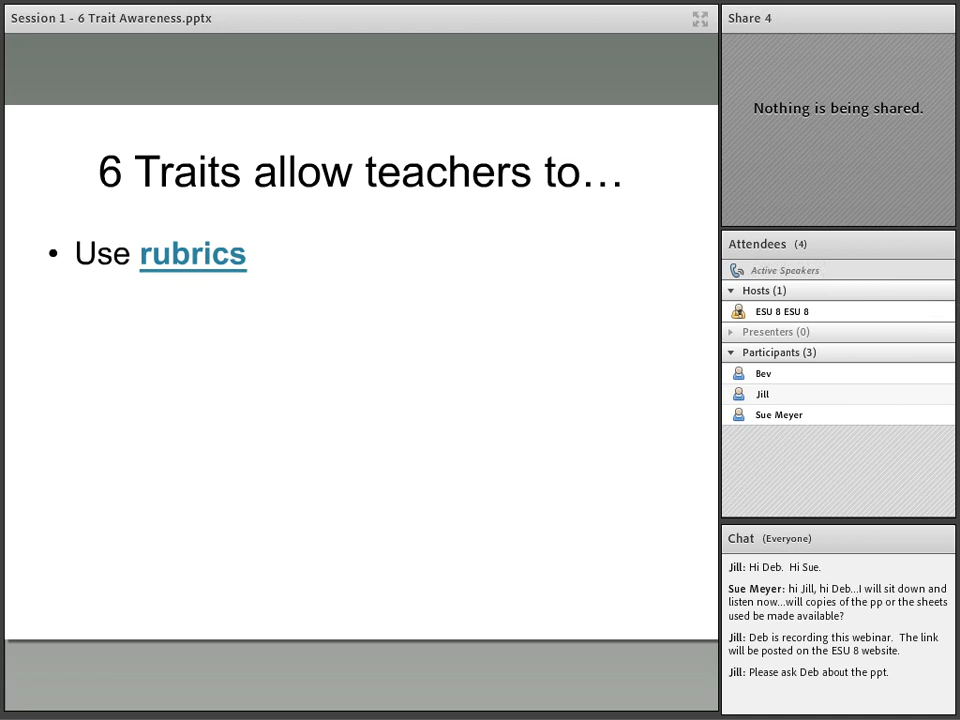 Session 1 - 6 Trait Awareness.pptx
6 Traits allow teachers to…
• Use rubrics
Share 4
Nothing is being shared.
Attendees (4)
Active Speakers
Hosts (1)
ESU 8 ESU 8
Presenters (0)
Participants (3)
Bev
Jill
Sue Meyer
Chat (Everyone)
Jill: Hi Deb.  Hi Sue.
Sue Meyer: hi Jill, hi Deb...I will sit down and
listen now...will copies of the pp or the sheets
used be made available?
Jill: Deb is recording this webinar.  The link
will be posted on the ESU 8 website.
Jill: Please ask Deb about the ppt.